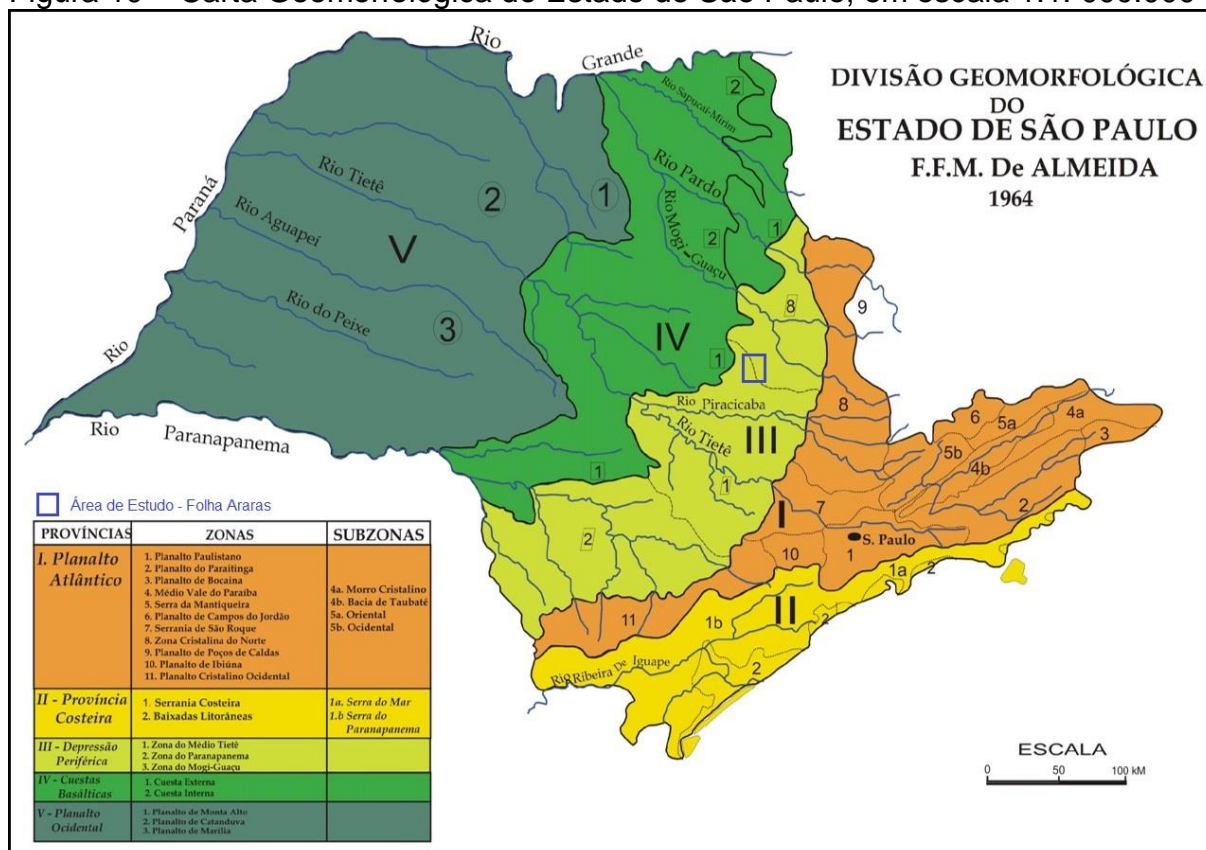 Figura 10 – Carta Geomorfológica do Estado de São Paulo, em escala 1:1. 000.000
DIVISÃO GEOMORFOLÓGICA
DO
ESTADO DE SÃO PAULO
F.F.M. De ALMEIDA
1964
Rio
Grande
Rio Sapucaí-Mirim
2
Rio Pardo
Rio Mogi-Guaçu
2
1
Paraná
Rio Tietê
2
1
Rio Aguapeí
V
Rio do Peixe
3
IV
1
8
9
Rio
Rio Piracicaba
8
Rio
Paranapanema
Rio Tietê
III
1
1
6
5a
4a
3
5b
4b
2
7
I
S. Paulo
2
10
1
1a
2
11
1b
II
2
2
Rio Ribeira De Iguape
Área de Estudo - Folha Araras
PROVÍNCIAS ZONAS SUBZONAS
I. Planalto Atlântico
1. Planalto Paulistano
2. Planalto do Paraitinga
3. Planalto de Bocaina
4. Médio Vale do Paraíba
5. Serra da Mantiqueira
6. Planalto de Campos do Jordão
7. Serrania de São Roque
8. Zona Cristalina do Norte
9. Planalto de Poços de Caldas
10. Planalto de Ibiúna
11. Planalto Cristalino Ocidental
4a. Morro Cristalino
4b. Bacia de Taubaté
5a. Oriental
5b. Ocidental
II - Província Costeira
1. Serrania Costeira
2. Baixadas Litorâneas
1a. Serra do Mar
1.b Serra do
Paranapanema
III - Depressão Periférica
1. Zona do Médio Tietê
2. Zona do Paranapanema
3. Zona do Mogi-Guaçu
IV - Cuestas Basálticas
1. Cuesta Externa
2. Cuesta Interna
V - Planalto Ocidental
1. Planalto de Monta Alto
2. Planalto de Catanduva
3. Planalto de Marília
ESCALA
0 50 100 kM